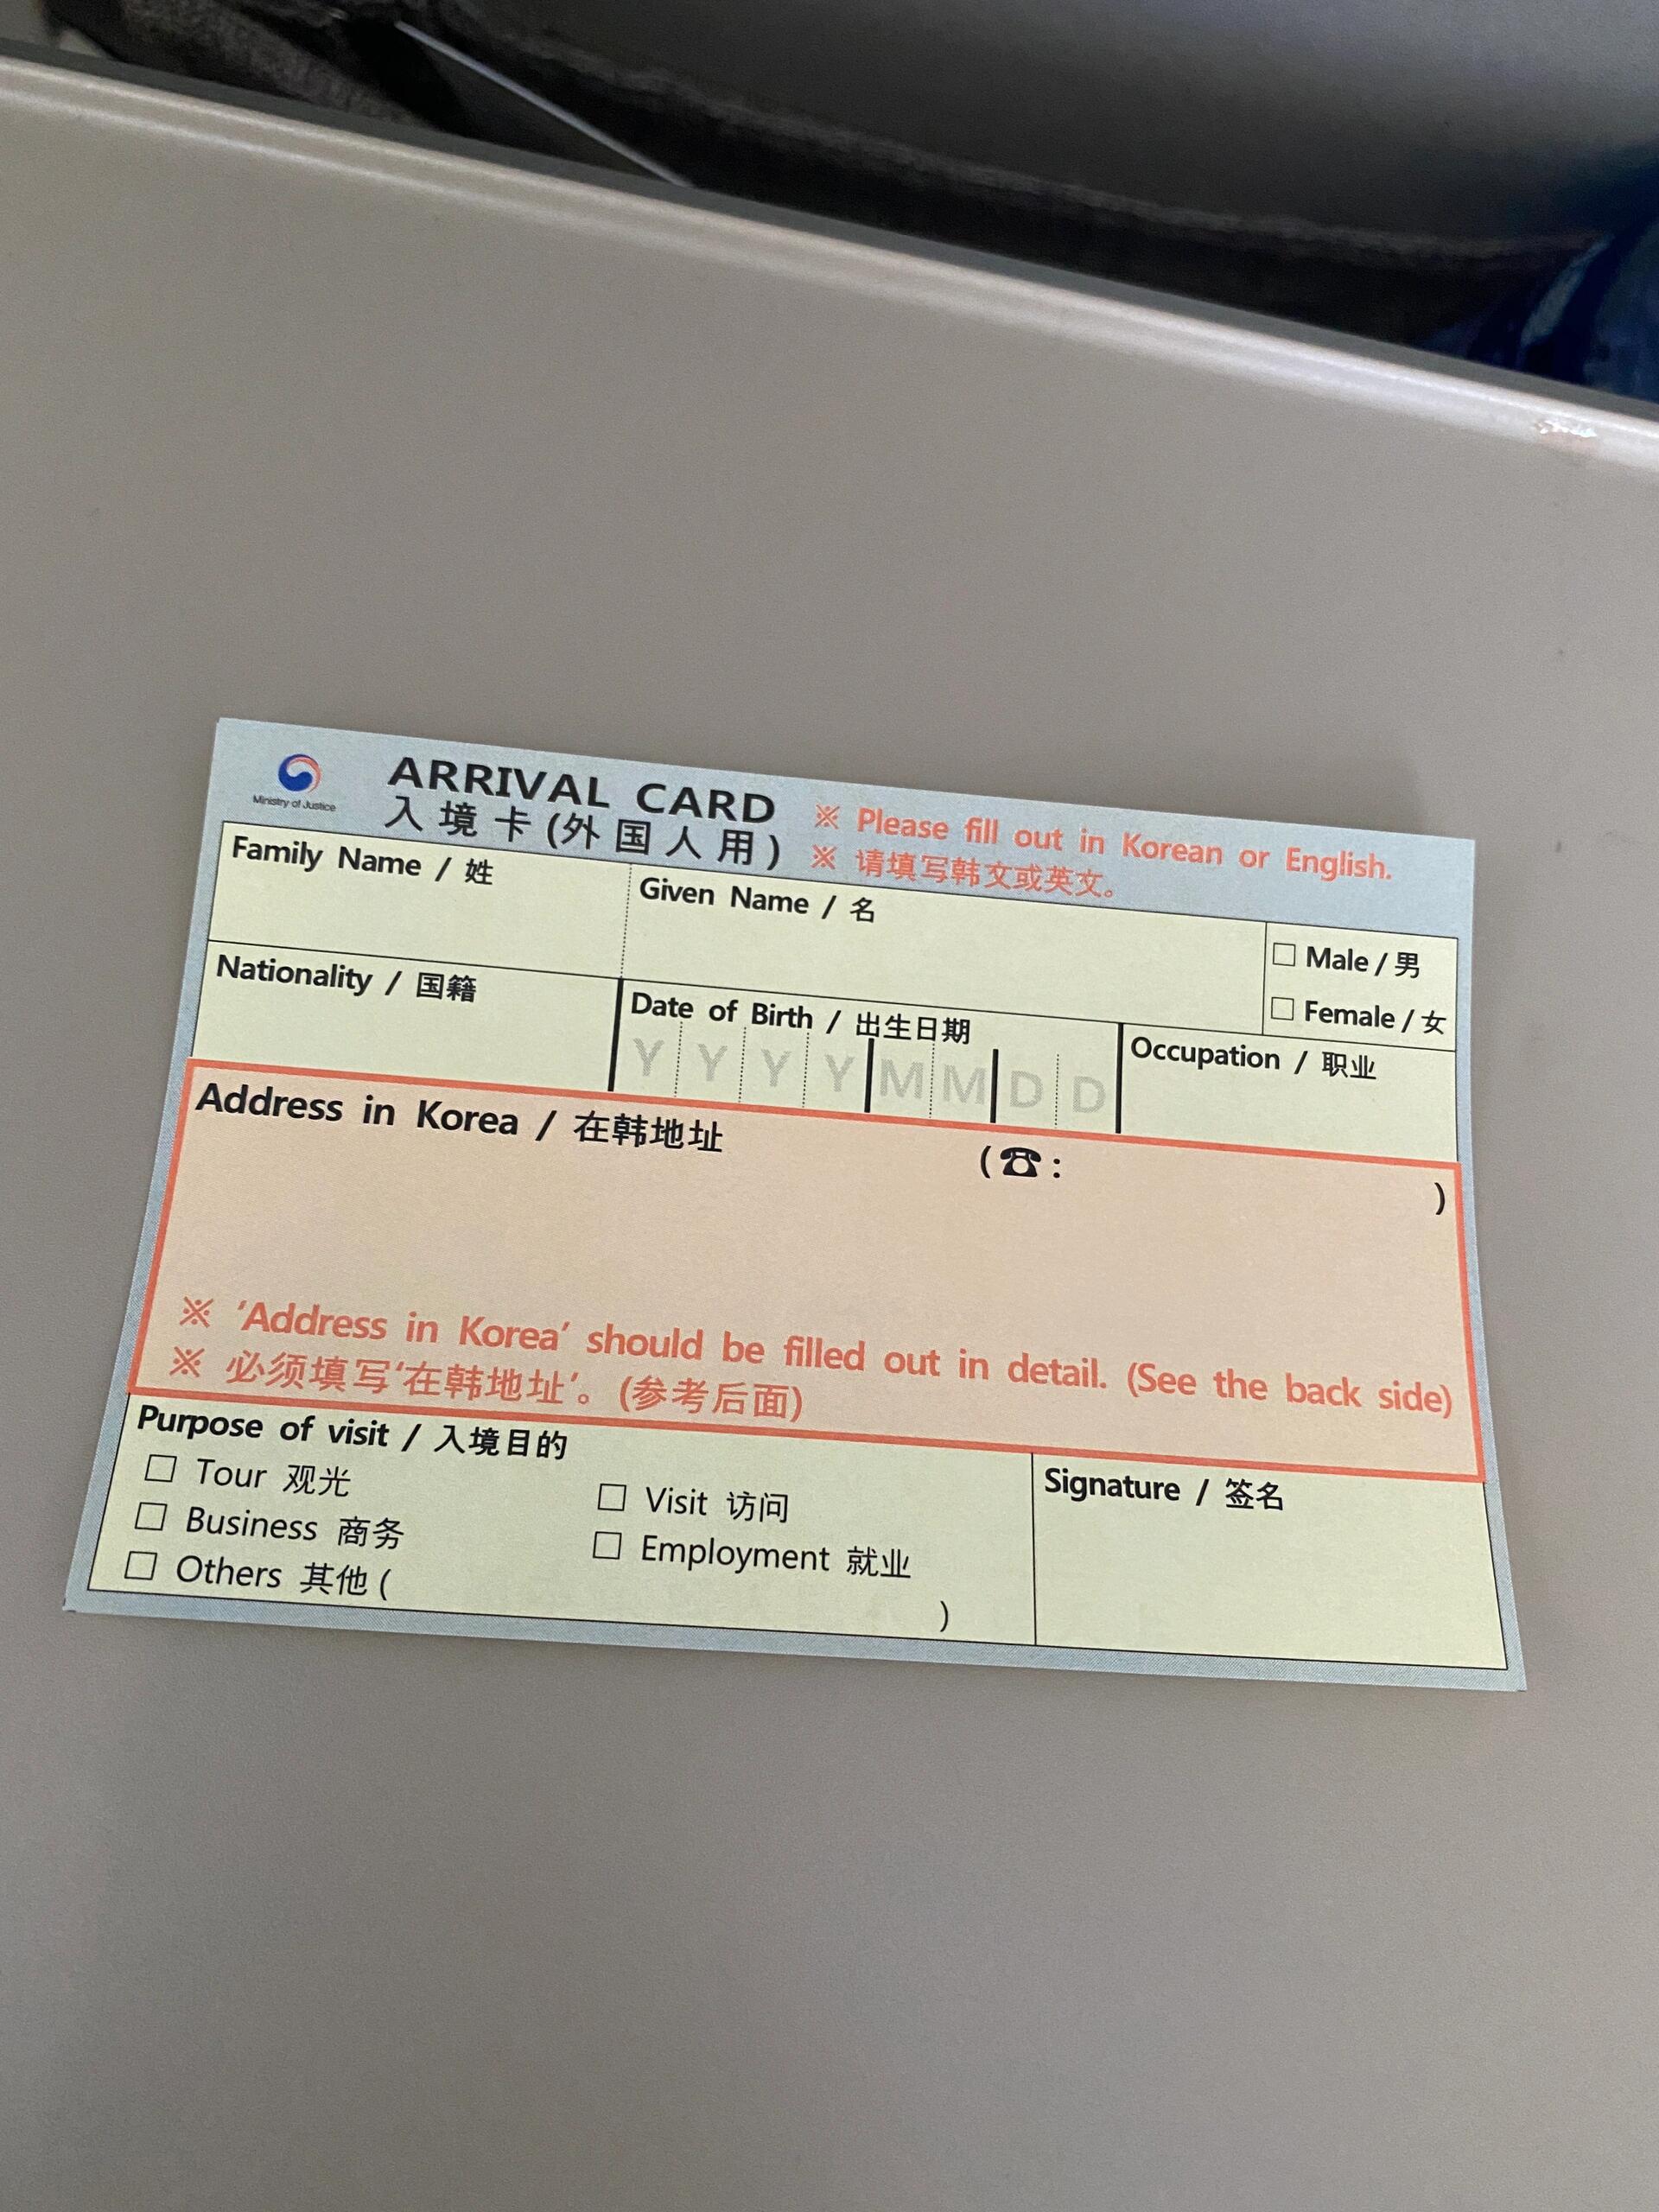 Ministry of Justice
ARRIVAL CARD
入境卡(外国人用)
※ Please fill out in Korean or English.
※ 请填写韩文或英文。
Family Name / 姓
Given Name / 名
□ Male / 男
□ Female / 女
Nationality / 国籍
Date of Birth / 出生日期
Y Y Y Y M M D D
Occupation / 职业
Address in Korea / 在韩地址
(☎: )
※ 'Address in Korea' should be filled out in detail. (See the back side)
※ 必须填写'在韩地址'。(参考后面)
Purpose of visit / 入境目的
□ Tour 观光
□ Visit 访问
□ Business 商务
□ Employment 就业
□ Others 其他 ( )
Signature / 签名